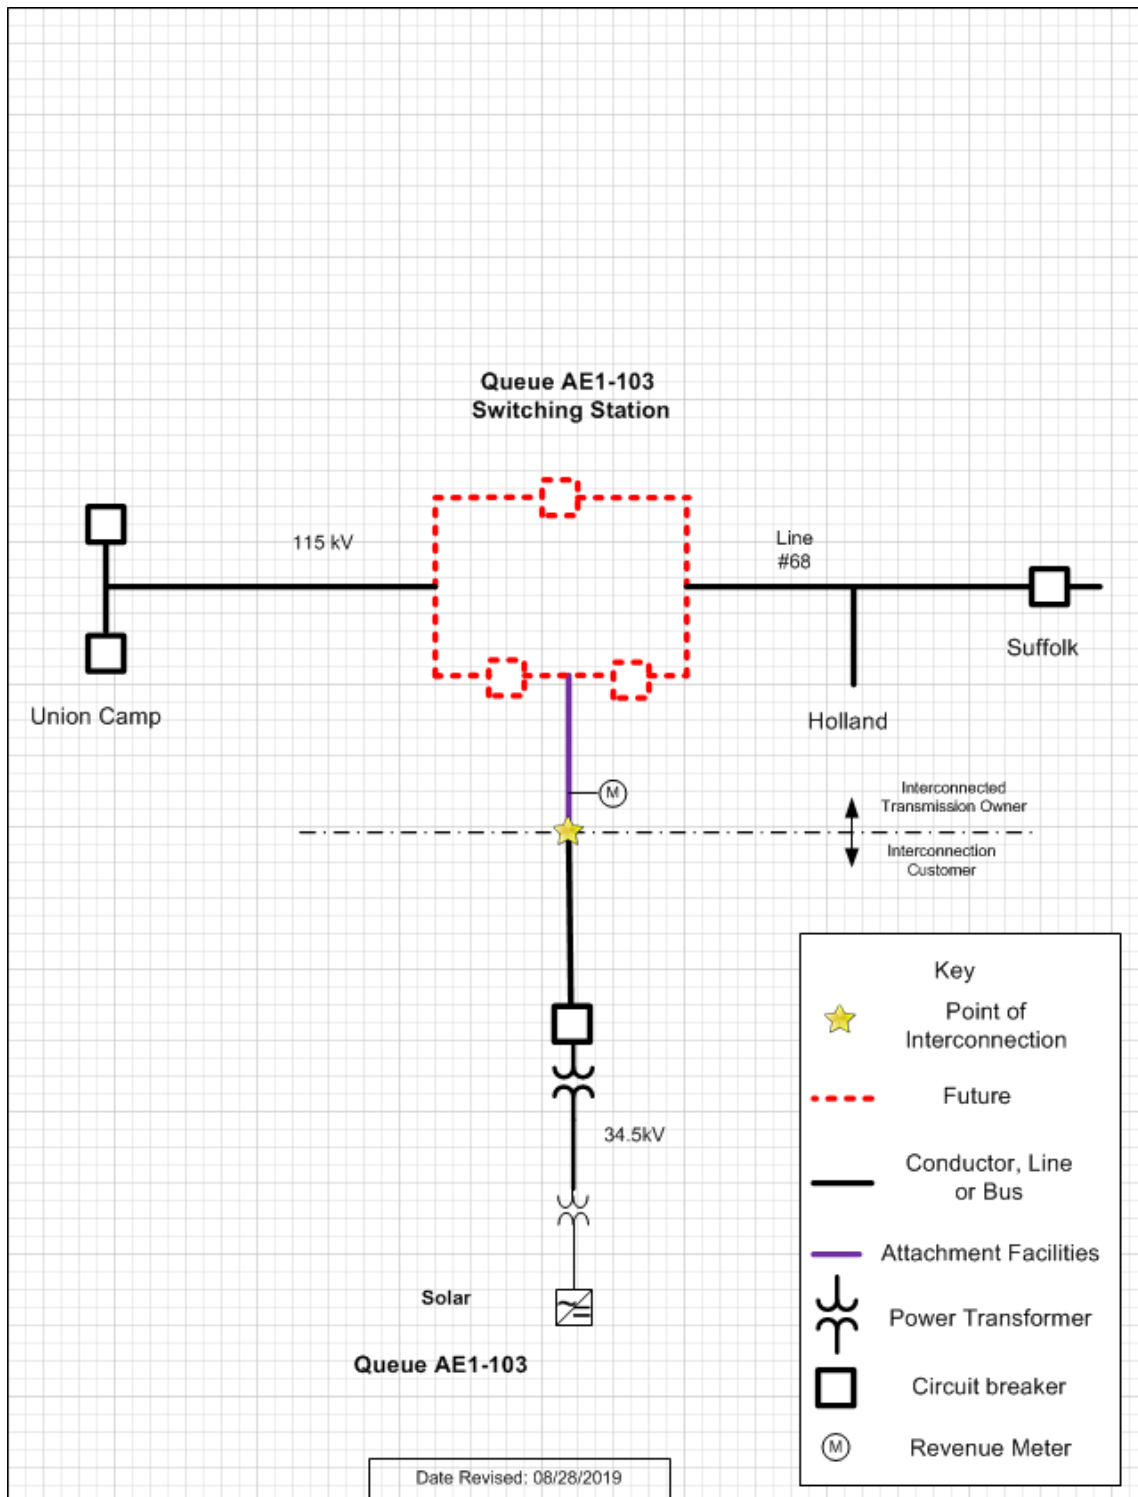 Queue AE1-103
Switching Station
115 kV
Line
#68
Suffolk
Union Camp
Holland
M
Interconnected
Transmission Owner
Interconnection
Customer
Key
Point of
Interconnection
Future
Conductor, Line
or Bus
34.5kV
Attachment Facilities
Solar
Power Transformer
Queue AE1-103
Circuit breaker
M
Revenue Meter
Date Revised: 08/28/2019